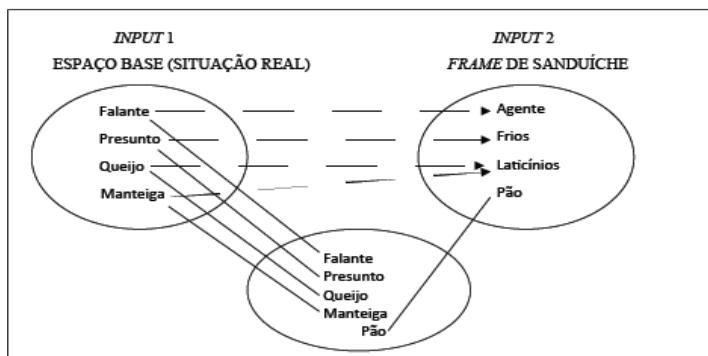 INPUT 1
ESPAÇO BASE (SITUAÇÃO REAL)
INPUT 2
FRAME DE SANDUÍCHE
Falante
Presunto
Queijo
Manteiga
Agente
Frios
Laticínios
Pão
Falante
Presunto
Queijo
Manteiga
Pão